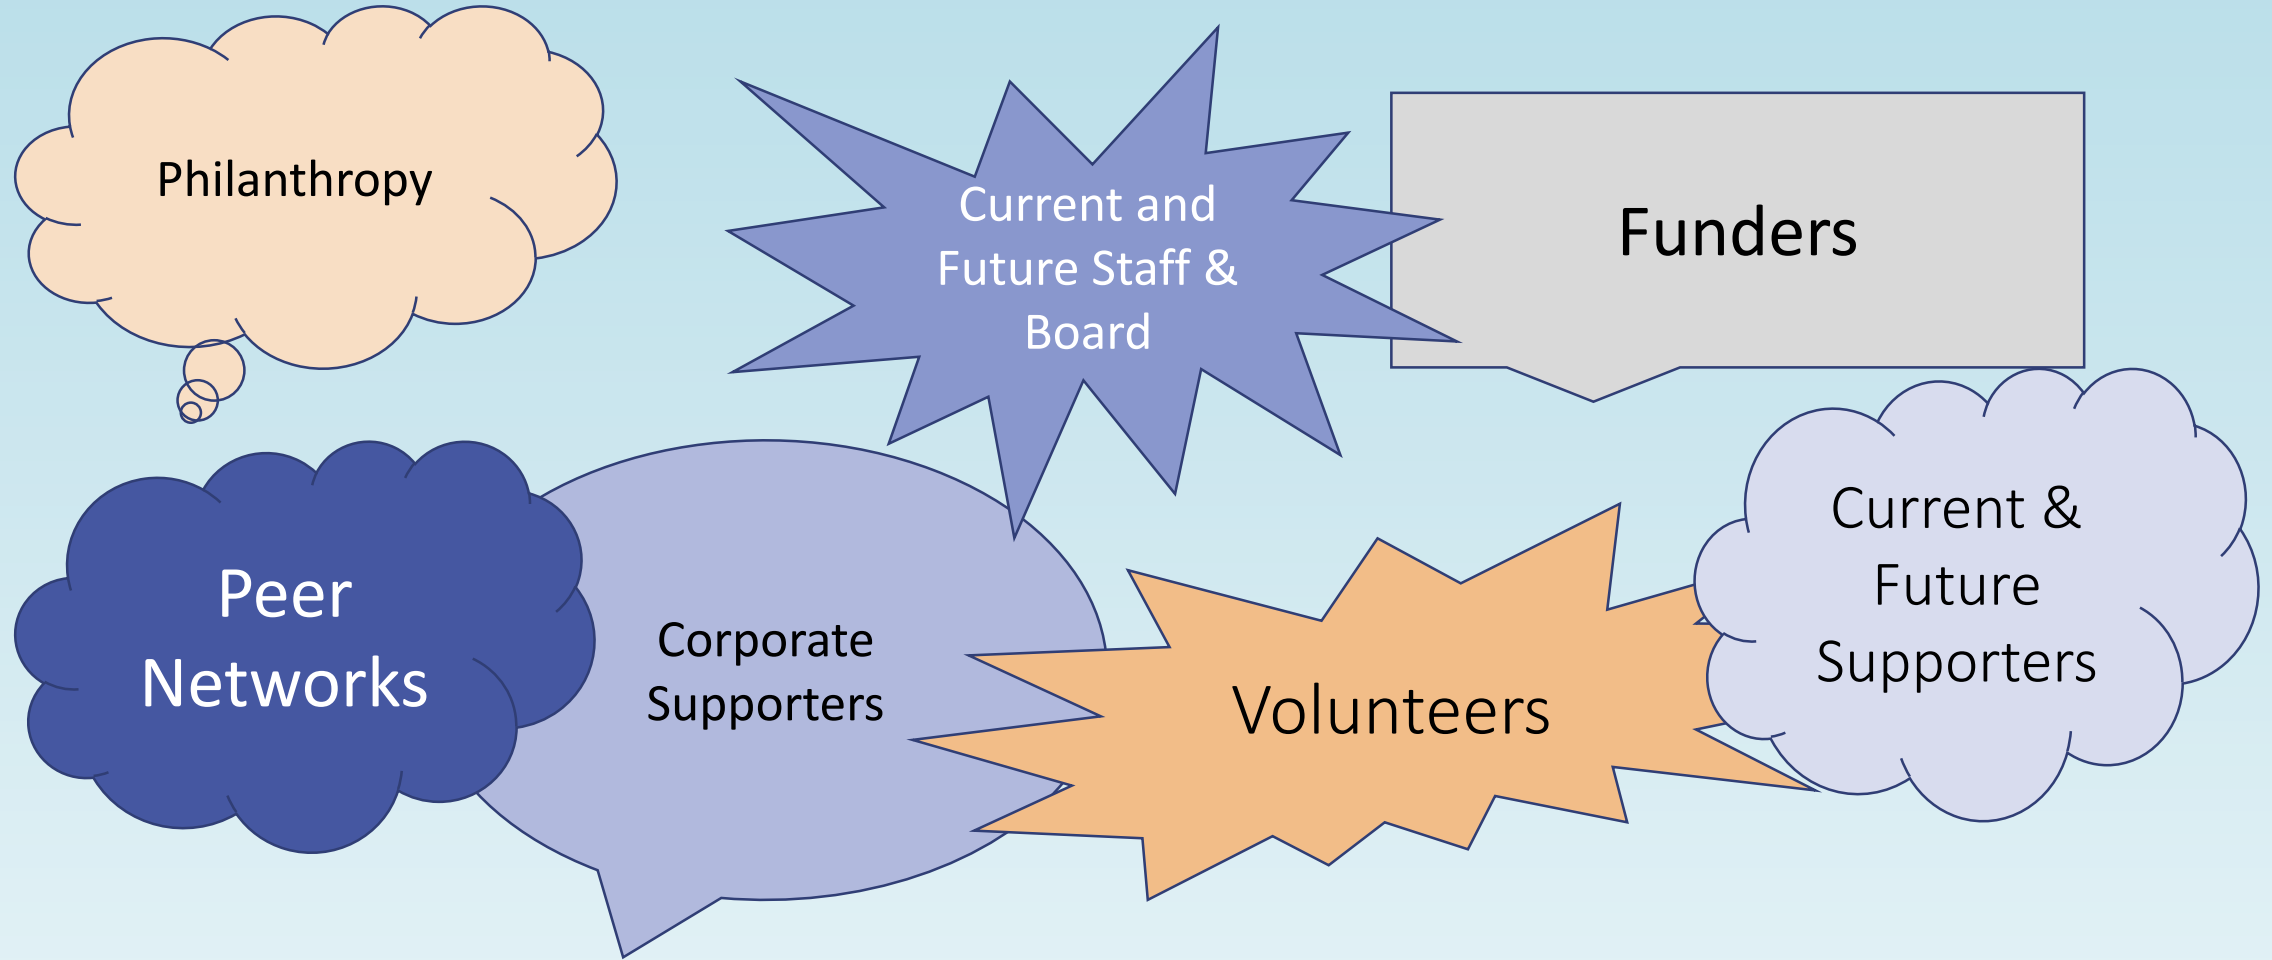 Philanthropy
Current and
Future Staff &
Board
Funders
Peer
Networks
Corporate
Supporters
Volunteers
Current &
Future
Supporters